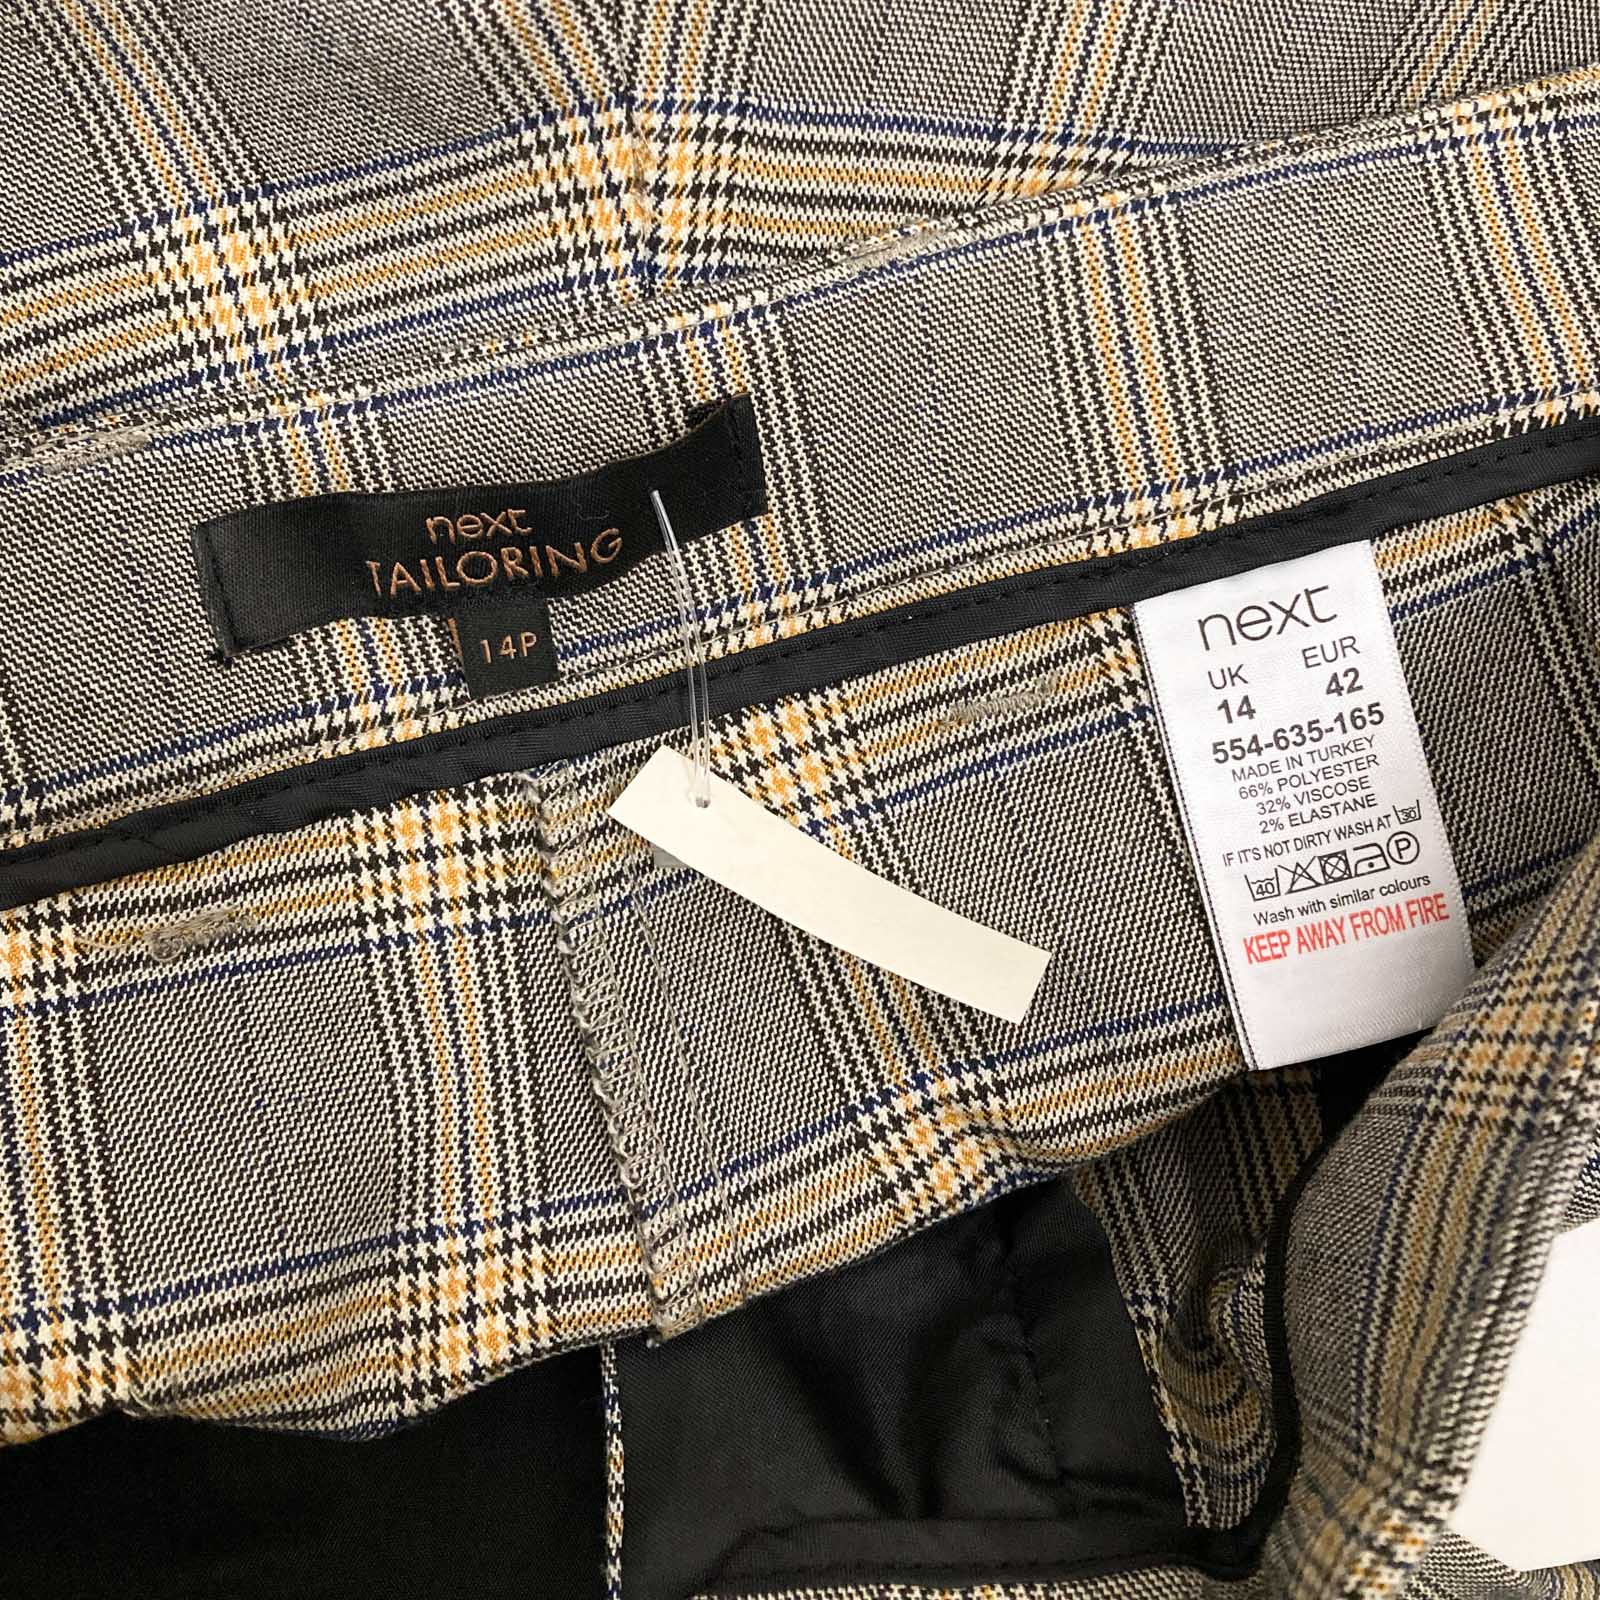 next
TAILORING
14P
next
UK EUR
14 42
554-635-165
MADE IN TURKEY
66% POLYESTER
32% VISCOSE
2% ELASTANE
IF IT'S NOT DIRTY WASH AT 30
40 P
Wash with similar colours
KEEP AWAY FROM FIRE